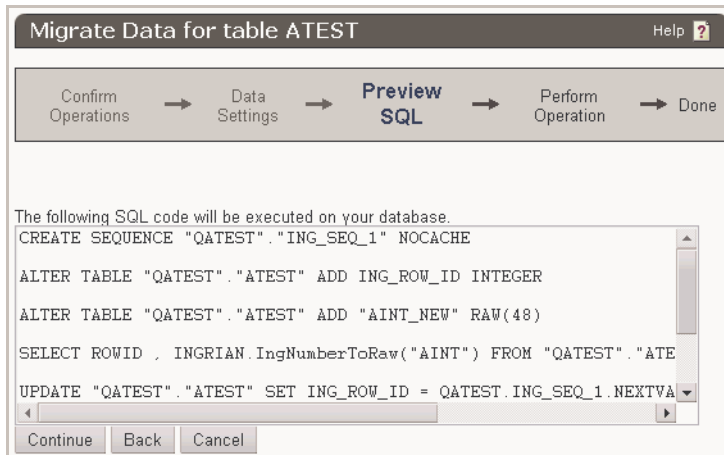 Migrate Data for table ATEST
Help ?
Confirm Operations
Data Settings
Preview SQL
Perform Operation
Done
The following SQL code will be executed on your database.
CREATE SEQUENCE "QATEST"."ING_SEQ_1" NOCACHE
ALTER TABLE "QATEST"."ATEST" ADD ING_ROW_ID INTEGER
ALTER TABLE "QATEST"."ATEST" ADD "AINT_NEW" RAW(48)
SELECT ROWID , INGRIAN.IngNumberToRaw("AINT") FROM "QATEST"."ATE
UPDATE "QATEST"."ATEST" SET ING_ROW_ID = QATEST.ING_SEQ_1.NEXTVA
Continue Back Cancel